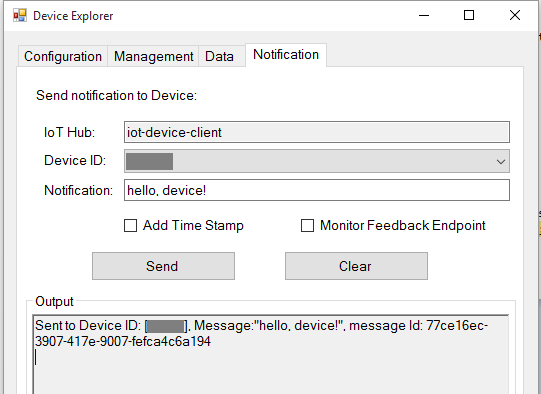 Device Explorer
Configuration Management Data Notification
Send notification to Device:
IoT Hub: iot-device-client
Device ID:
Notification: hello, device!
Add Time Stamp Monitor Feedback Endpoint
Send Clear
Output
Sent to Device ID: [], Message:"hello, device!", message Id: 77ce16ec-
3907-417e-9007-fefca4c6a194